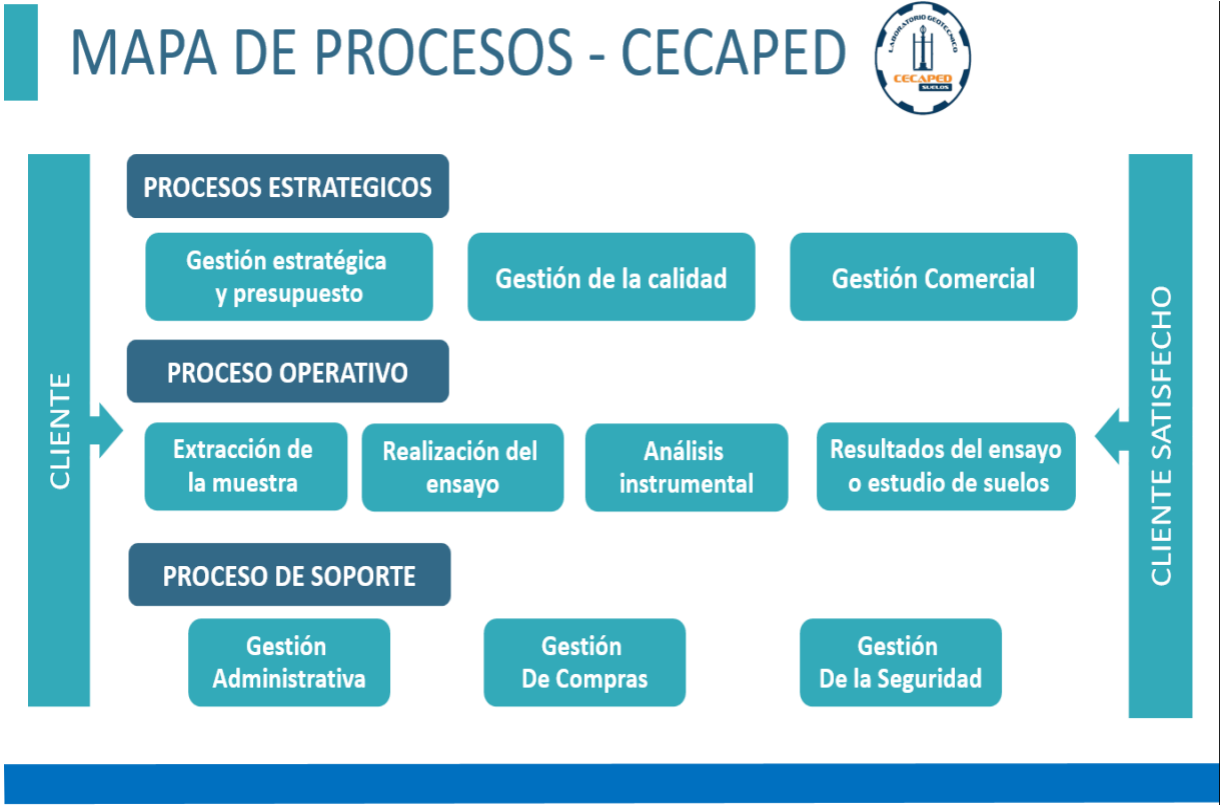 MAPA DE PROCESOS - CECAPED
LABORATORIO GEOTECNICO
CECAPED
SUELOS
CLIENTE
PROCESOS ESTRATEGICOS
Gestión estratégica
y presupuesto
Gestión de la calidad
Gestión Comercial
PROCESO OPERATIVO
Extracción de
la muestra
Realización del
ensayo
Análisis
instrumental
Resultados del ensayo
o estudio de suelos
PROCESO DE SOPORTE
Gestión
Administrativa
Gestión
De Compras
Gestión
De la Seguridad
CLIENTE SATISFECHO